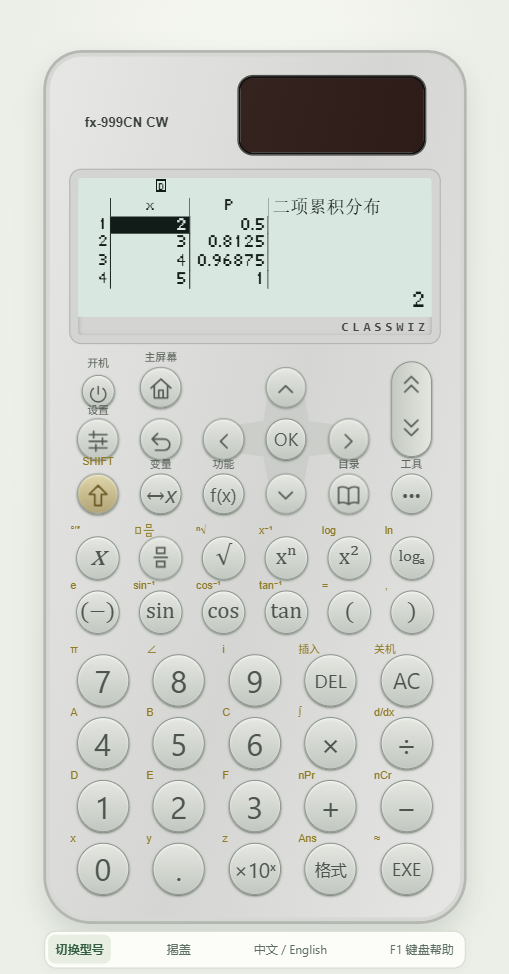 fx-999CN CW
D
x P 二项累积分布
1 2 0.5
2 3 0.8125
3 4 0.96875
4 5 1
2
CLASSWIZ
开机 主屏幕
设置 OK
SHIFT 变量 功能 目录 工具
↔x f(x) •••
°′″ ⁿ√ x⁻¹ log ln
x √ xⁿ x² logₐ
e sin⁻¹ cos⁻¹ tan⁻¹ = ,
(−) sin cos tan ( )
π ∠ i 插入 关机
7 8 9 DEL AC
A B C ∫ d/dx
4 5 6 × ÷
D E F nPr nCr
1 2 3 + −
x y z Ans ≈
0 . ×10ˣ 格式 EXE
切换型号 揭盖 中文 / English F1 键盘帮助